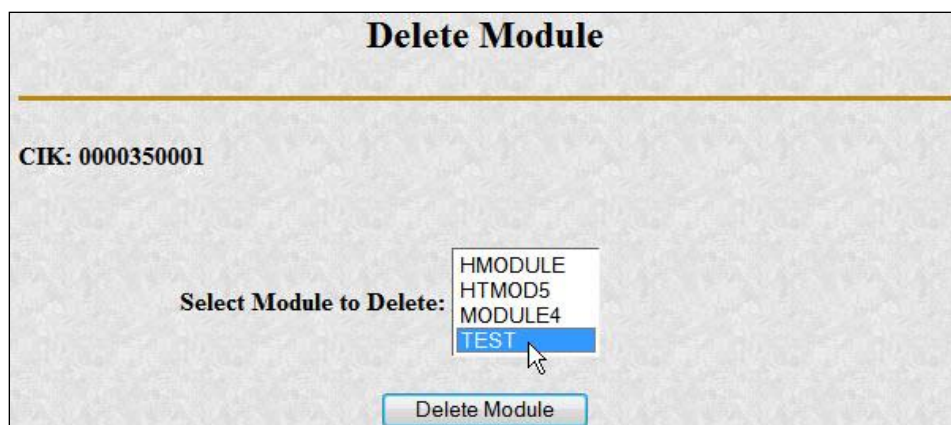 Delete Module
CIK: 0000350001
Select Module to Delete:
HMODULE
HTMOD5
MODULE4
TEST
Delete Module